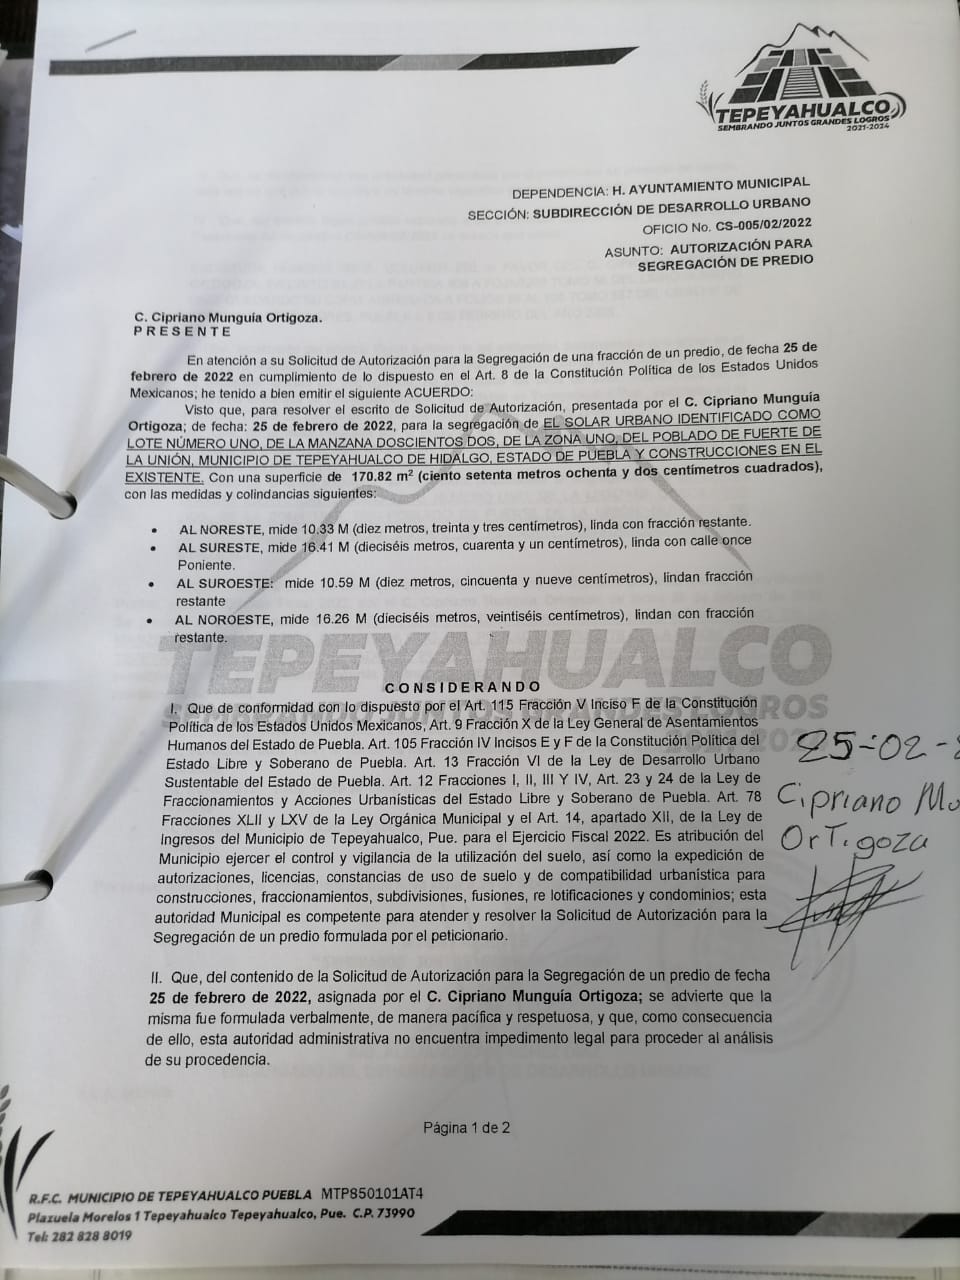 TEPEYAHUALCO
SEMBRANDO JUNTOS GRANDES LOGROS
2021-2024
DEPENDENCIA: H. AYUNTAMIENTO MUNICIPAL
SECCIÓN: SUBDIRECCIÓN DE DESARROLLO URBANO
OFICIO No. CS-005/02/2022
ASUNTO: AUTORIZACIÓN PARA
SEGREGACIÓN DE PREDIO
C. Cipriano Munguía Ortigoza.
P R E S E N T E
En atención a su Solicitud de Autorización para la Segregación de una fracción de un predio, de fecha 25 de
febrero de 2022 en cumplimiento de lo dispuesto en el Art. 8 de la Constitución Política de los Estados Unidos
Mexicanos; he tenido a bien emitir el siguiente ACUERDO:
Visto que, para resolver el escrito de Solicitud de Autorización, presentada por el C. Cipriano Munguía
Ortigoza; de fecha: 25 de febrero de 2022, para la segregación de EL SOLAR URBANO IDENTIFICADO COMO
LOTE NÚMERO UNO, DE LA MANZANA DOSCIENTOS DOS, DE LA ZONA UNO, DEL POBLADO DE FUERTE DE
LA UNIÓN, MUNICIPIO DE TEPEYAHUALCO DE HIDALGO, ESTADO DE PUEBLA Y CONSTRUCCIONES EN EL
EXISTENTE. Con una superficie de 170.82 m² (ciento setenta metros ochenta y dos centímetros cuadrados),
con las medidas y colindancias siguientes:
• AL NORESTE, mide 10.33 M (diez metros, treinta y tres centímetros), linda con fracción restante.
• AL SURESTE, mide 16.41 M (dieciséis metros, cuarenta y un centímetros), linda con calle once
Poniente.
• AL SUROESTE: mide 10.59 M (diez metros, cincuenta y nueve centímetros), lindan fracción
restante
• AL NOROESTE, mide 16.26 M (dieciséis metros, veintiséis centímetros), lindan con fracción
restante.
TEPEYAHUALCO
SEMBRANDO JUNTOS GRANDES LOGROS
C O N S I D E R A N D O
I. Que de conformidad con lo dispuesto por el Art. 115 Fracción V Inciso F de la Constitución
Política de los Estados Unidos Mexicanos, Art. 9 Fracción X de la Ley General de Asentamientos
Humanos del Estado de Puebla. Art. 105 Fracción IV Incisos E y F de la Constitución Política del
Estado Libre y Soberano de Puebla. Art. 13 Fracción VI de la Ley de Desarrollo Urbano
Sustentable del Estado de Puebla. Art. 12 Fracciones I, II, III Y IV, Art. 23 y 24 de la Ley de
Fraccionamientos y Acciones Urbanísticas del Estado Libre y Soberano de Puebla. Art. 78
Fracciones XLII y LXV de la Ley Orgánica Municipal y el Art. 14, apartado XII, de la Ley de
Ingresos del Municipio de Tepeyahualco, Pue. para el Ejercicio Fiscal 2022. Es atribución del
Municipio ejercer el control y vigilancia de la utilización del suelo, así como la expedición de
autorizaciones, licencias, constancias de uso de suelo y de compatibilidad urbanística para
construcciones, fraccionamientos, subdivisiones, fusiones, re lotificaciones y condominios; esta
autoridad Municipal es competente para atender y resolver la Solicitud de Autorización para la
Segregación de un predio formulada por el peticionario.
25-02-
Cipriano Mu
OrTigoza
II. Que, del contenido de la Solicitud de Autorización para la Segregación de un predio de fecha
25 de febrero de 2022, asignada por el C. Cipriano Munguía Ortigoza; se advierte que la
misma fue formulada verbalmente, de manera pacífica y respetuosa, y que, como consecuencia
de ello, esta autoridad administrativa no encuentra impedimento legal para proceder al análisis
de su procedencia.
Página 1 de 2
R.F.C. MUNICIPIO DE TEPEYAHUALCO PUEBLA MTP850101AT4
Plazuela Morelos 1 Tepeyahualco Tepeyahualco, Pue. C.P. 73990
Tel: 282 828 8019